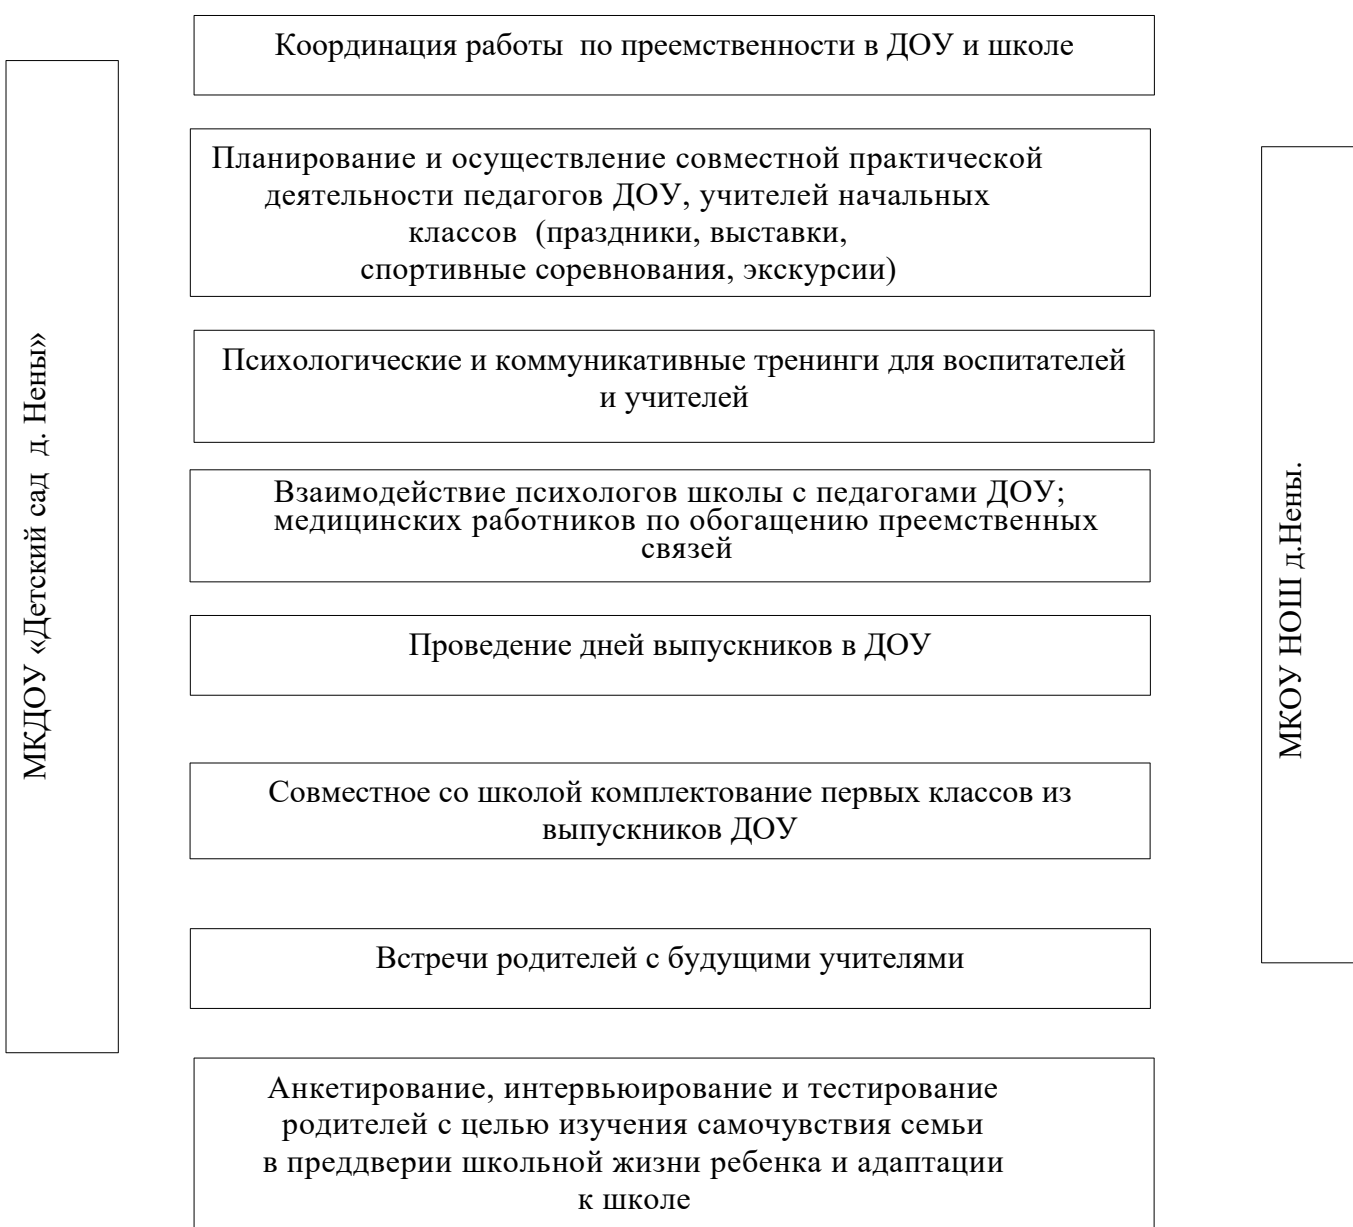 Координация работы  по преемственности в ДОУ и школе
Планирование и осуществление совместной практической
деятельности педагогов ДОУ, учителей начальных
классов  (праздники, выставки,
спортивные соревнования, экскурсии)
Психологические и коммуникативные тренинги для воспитателей
и учителей
МКДОУ «Детский сад  д. Нены»
Взаимодействие психологов школы с педагогами ДОУ;
медицинских работников по обогащению преемственных
связей
МКОУ НОШ д.Нены.
Проведение дней выпускников в ДОУ
Совместное со школой комплектование первых классов из
выпускников ДОУ
Встречи родителей с будущими учителями
Анкетирование, интервьюирование и тестирование
родителей с целью изучения самочувствия семьи
в преддверии школьной жизни ребенка и адаптации
к школе